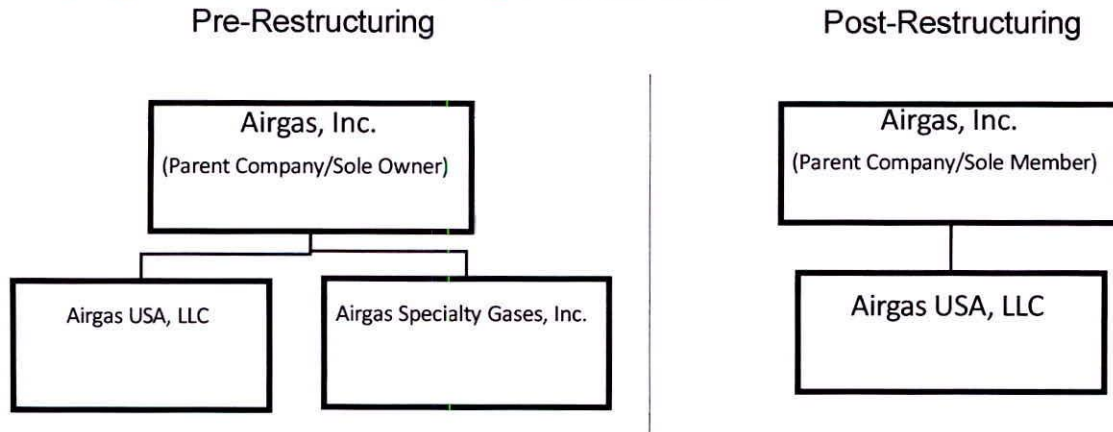 Pre-Restructuring
Airgas, Inc.
(Parent Company/Sole Owner)
Airgas USA, LLC
Airgas Specialty Gases, Inc.
Post-Restructuring
Airgas, Inc.
(Parent Company/Sole Member)
Airgas USA, LLC